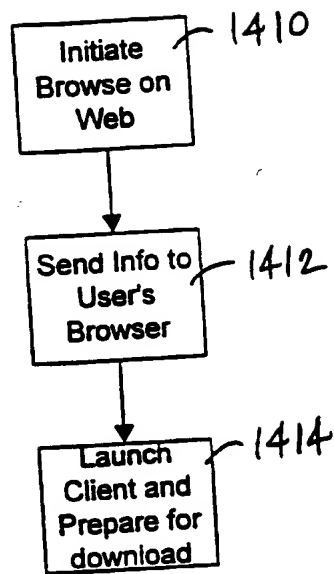 Initiate
Browse on
Web
1410
Send Info to
User's
Browser
1412
Launch
Client and
Prepare for
download
1414